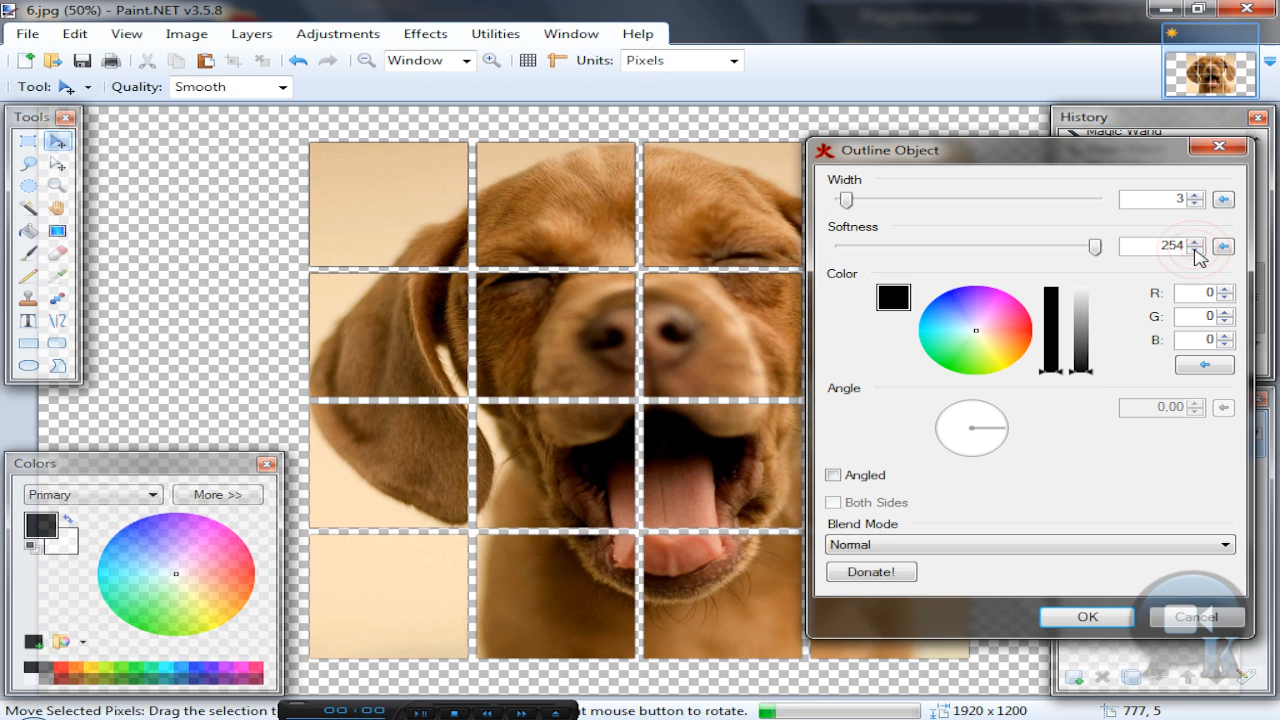 6.jpg (50%) - Paint.NET v3.5.8
File Edit View Image Layers Adjustments Effects Utilities Window Help
Window Units: Pixels
Tool: Quality: Smooth
Tools
History
Magic Wand
Outline Object
Width
3
Softness
254
Color
R: 0
G: 0
B: 0
Angle
0,00
Angled
Both Sides
Blend Mode
Normal
Donate!
OK Cancel
Colors
Primary More >>
K
Move Selected Pixels: Drag the selection t
00:00
t mouse button to rotate.
1920 x 1200
777, 5